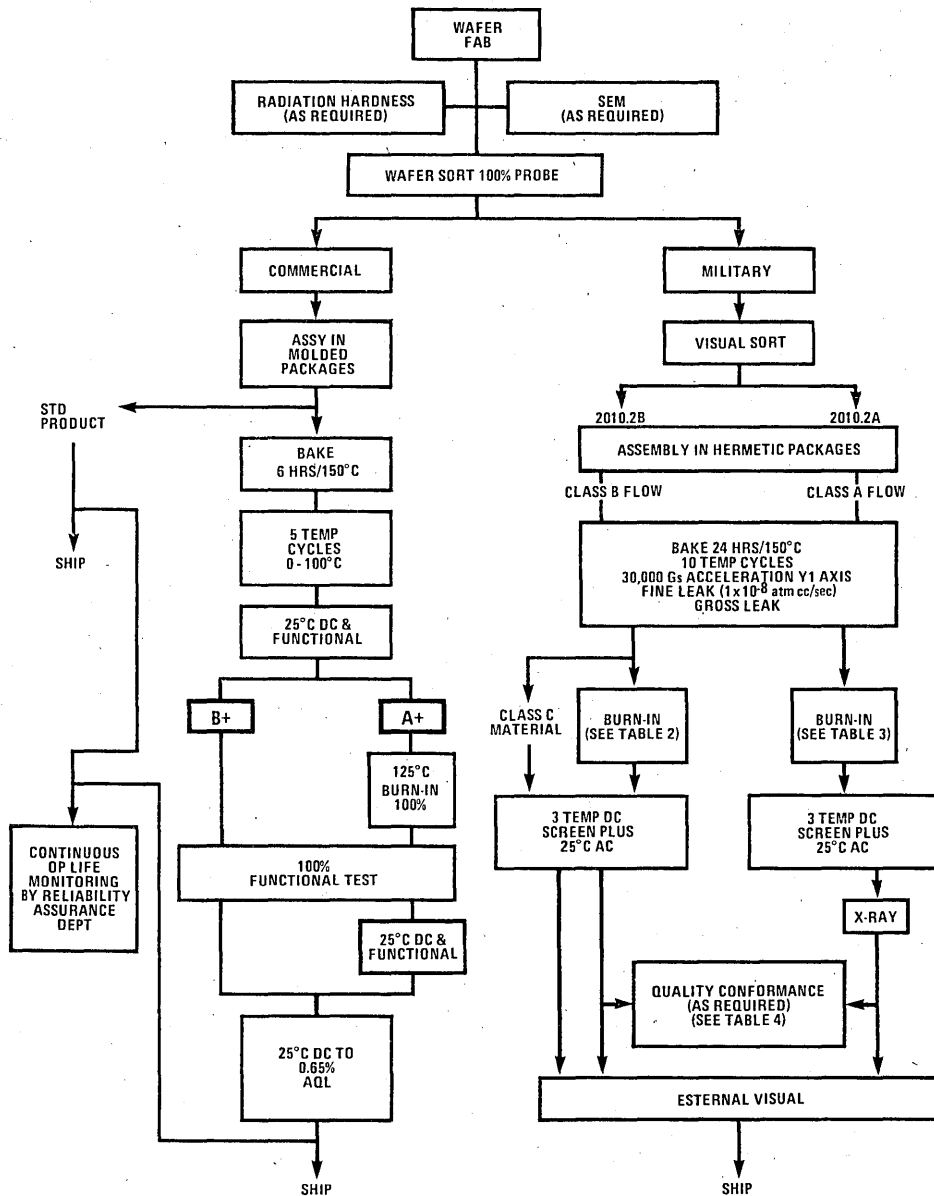 WAFER
FAB
RADIATION HARDNESS
(AS REQUIRED)
SEM
(AS REQUIRED)
WAFER SORT 100% PROBE
COMMERCIAL
ASSY IN
MOLDED
PACKAGES
STD
PRODUCT
SHIP
BAKE
6 HRS/150°C
5 TEMP
CYCLES
0 - 100°C
25°C DC &
FUNCTIONAL
B+
A+
125°C
BURN-IN
100%
100%
FUNCTIONAL TEST
25°C DC &
FUNCTIONAL
CONTINUOUS
OP LIFE
MONITORING
BY RELIABILITY
ASSURANCE
DEPT
25°C DC TO
0.65%
AQL
SHIP
MILITARY
VISUAL SORT
2010.2B
2010.2A
ASSEMBLY IN HERMETIC PACKAGES
CLASS B FLOW
CLASS A FLOW
BAKE 24 HRS/150°C
10 TEMP CYCLES
30,000 Gs ACCELERATION Y1 AXIS
FINE LEAK (1 x 10-8 atm cc/sec)
GROSS LEAK
CLASS C
MATERIAL
BURN-IN
(SEE TABLE 2)
BURN-IN
(SEE TABLE 3)
3 TEMP DC
SCREEN PLUS
25°C AC
3 TEMP DC
SCREEN PLUS
25°C AC
X-RAY
QUALITY CONFORMANCE
(AS REQUIRED)
(SEE TABLE 4)
ESTERNAL VISUAL
SHIP